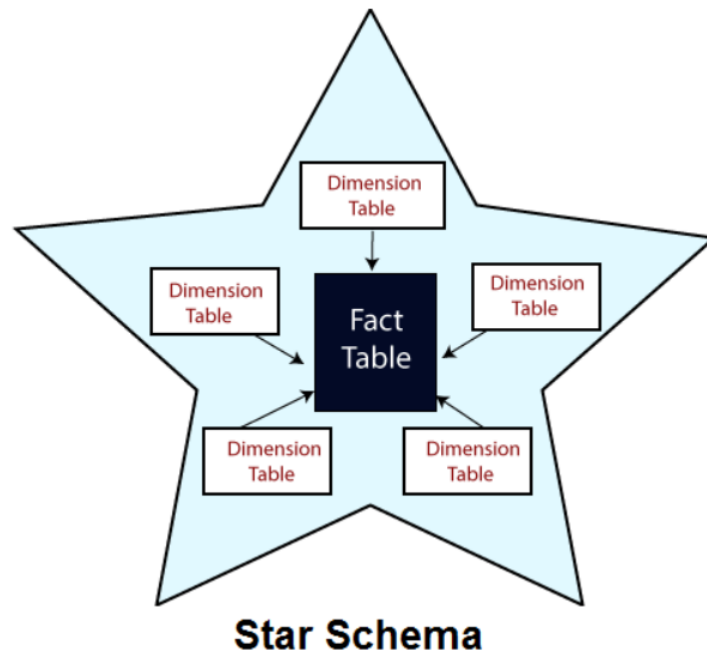 Dimension
Table
Dimension
Table
Fact
Table
Dimension
Table
Dimension
Table
Dimension
Table
Star Schema